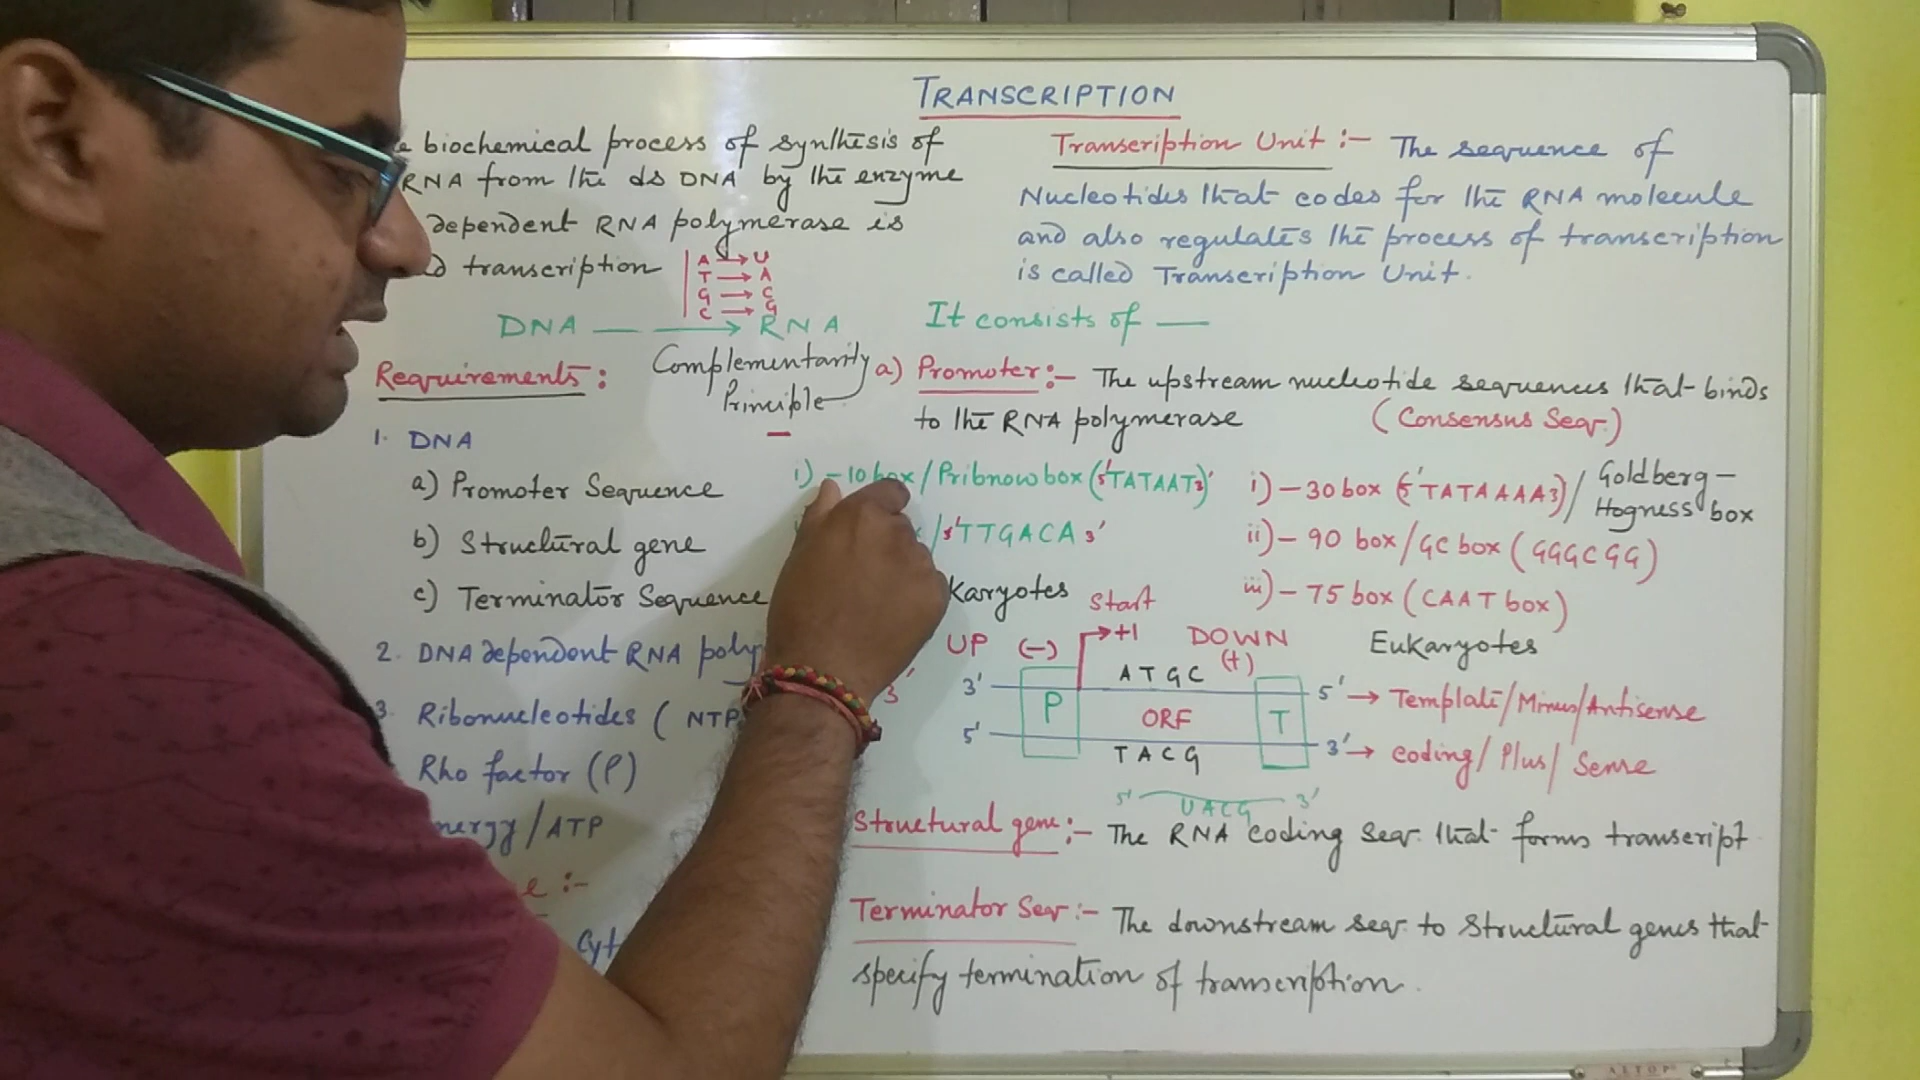 TRANSCRIPTION
biochemical process of synthesis of
RNA from the ds DNA by the enzyme
dependent RNA polymerase is
transcription
A → U
T → A
G → C
C → G
DNA —— → RNA
Complementarity
Principle
Requirements :
1. DNA
a) Promoter Sequence
b) Structural gene
c) Terminator Sequence
2. DNA dependent RNA poly
3. Ribonucleotides ( NTP
Rho factor (ρ)
/ATP
:-
Cyt
Transcription Unit :- The sequence of
Nucleotides that codes for the RNA molecule
and also regulates the process of transcription
is called Transcription Unit.
It consists of —
a) Promoter :- The upstream nucleotide sequences that binds
to the RNA polymerase (Consensus Seq.)
i) -10 box / Pribnow box (5'TATAAT3')
/5'TTGACA 3'
Karyotes
i) -30 box (5'TATAAAA3)/ Goldberg-
Hogness box
ii) -90 box/GC box (GGGCGG)
iii) -75 box (CAAT box)
Eukaryotes
Start
UP (-) +1 DOWN
(+)
ATGC
3'
3' P 5' → Template/Minus/Antisense
ORF T
5' 3' → coding/Plus/Sense
TACG
5' UACG 3'
Structural gene :- The RNA coding Seq. that forms transcript
Terminator Seq :- The downstream seq. to Structural genes that
specify termination of transcription.